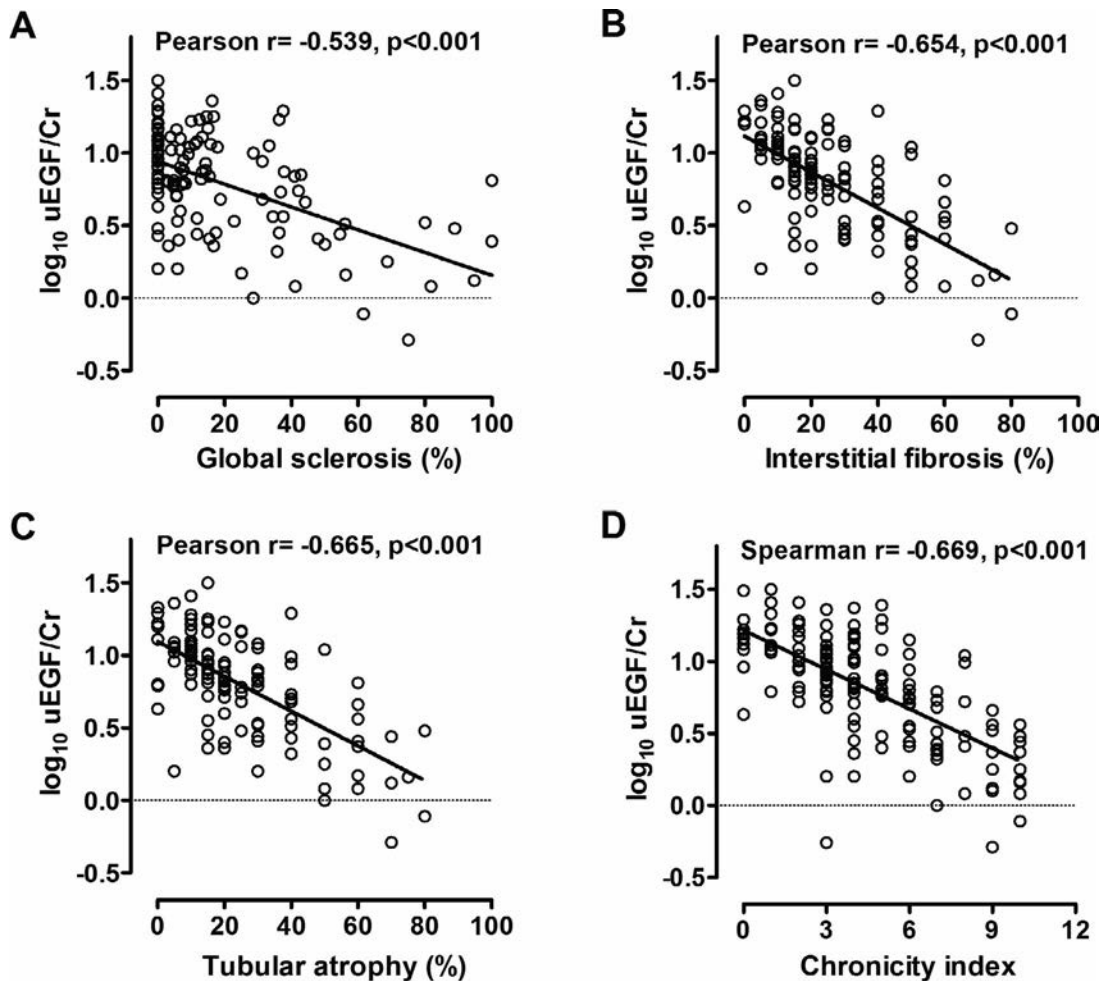 A
Pearson r= -0.539, p<0.001
log10 uEGF/Cr
1.5
1.0
0.5
0.0
-0.5
0 20 40 60 80 100
Global sclerosis (%)
B
Pearson r= -0.654, p<0.001
log10 uEGF/Cr
1.5
1.0
0.5
0.0
-0.5
0 20 40 60 80 100
Interstitial fibrosis (%)
C
Pearson r= -0.665, p<0.001
log10 uEGF/Cr
1.5
1.0
0.5
0.0
-0.5
0 20 40 60 80 100
Tubular atrophy (%)
D
Spearman r= -0.669, p<0.001
log10 uEGF/Cr
1.5
1.0
0.5
0.0
-0.5
0 3 6 9 12
Chronicity index